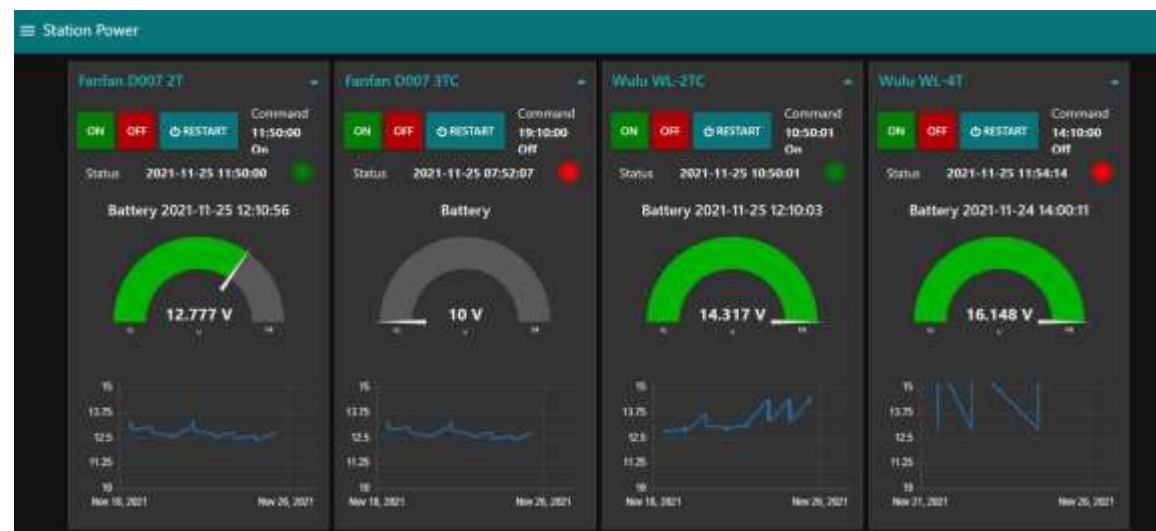 Station Power
Fanfan D007 2T
ON OFF RESTART
Command
11:50:00
On
Status 2021-11-25 11:50:00
Battery 2021-11-25 12:10:56
12.777 V
10 V 14
15
13.75
12.5
11.25
10
Nov 18, 2021 Nov 26, 2021
Fanfan D007 3TC
ON OFF RESTART
Command
19:10:00
Off
Status 2021-11-25 07:52:07
Battery
10 V
10 V 14
15
13.75
12.5
11.25
10
Nov 18, 2021 Nov 26, 2021
Wulu WL-2TC
ON OFF RESTART
Command
10:50:01
On
Status 2021-11-25 10:50:01
Battery 2021-11-25 12:10:03
14.317 V
10 V 14
15
13.75
12.5
11.25
10
Nov 18, 2021 Nov 26, 2021
Wulu WL-4T
ON OFF RESTART
Command
14:10:00
Off
Status 2021-11-25 11:54:14
Battery 2021-11-24 14:00:11
16.148 V
10 V 14
15
13.75
12.5
11.25
10
Nov 21, 2021 Nov 26, 2021